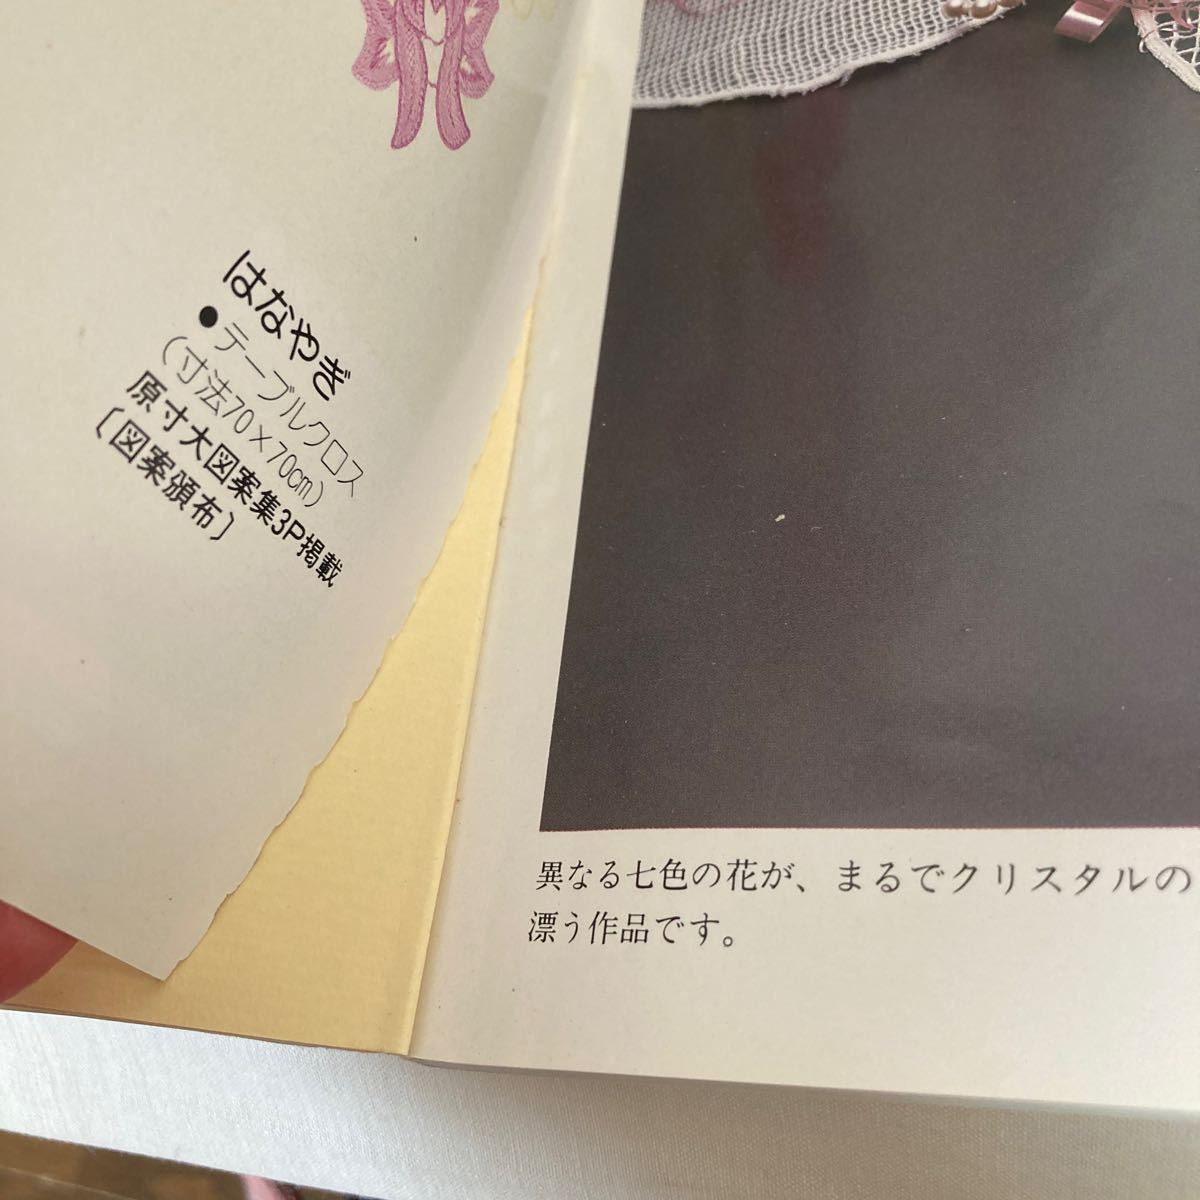 はなやぎ
●テーブルクロス
(寸法70×70cm)
原寸大図案集3P掲載
〔図案頒布〕
異なる七色の花が、まるでクリスタルの
漂う作品です。